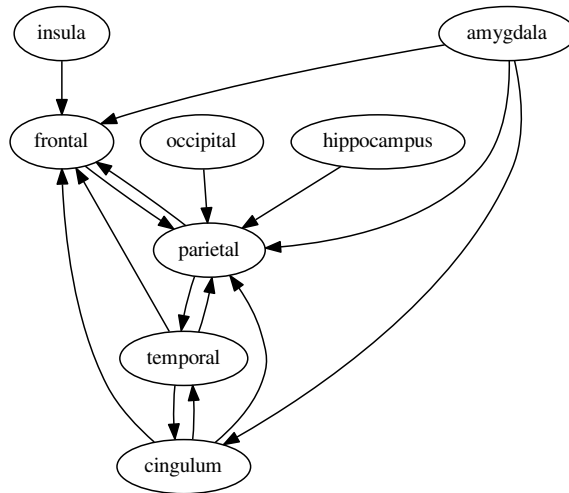 insula
amygdala
frontal
occipital
hippocampus
parietal
temporal
cingulum